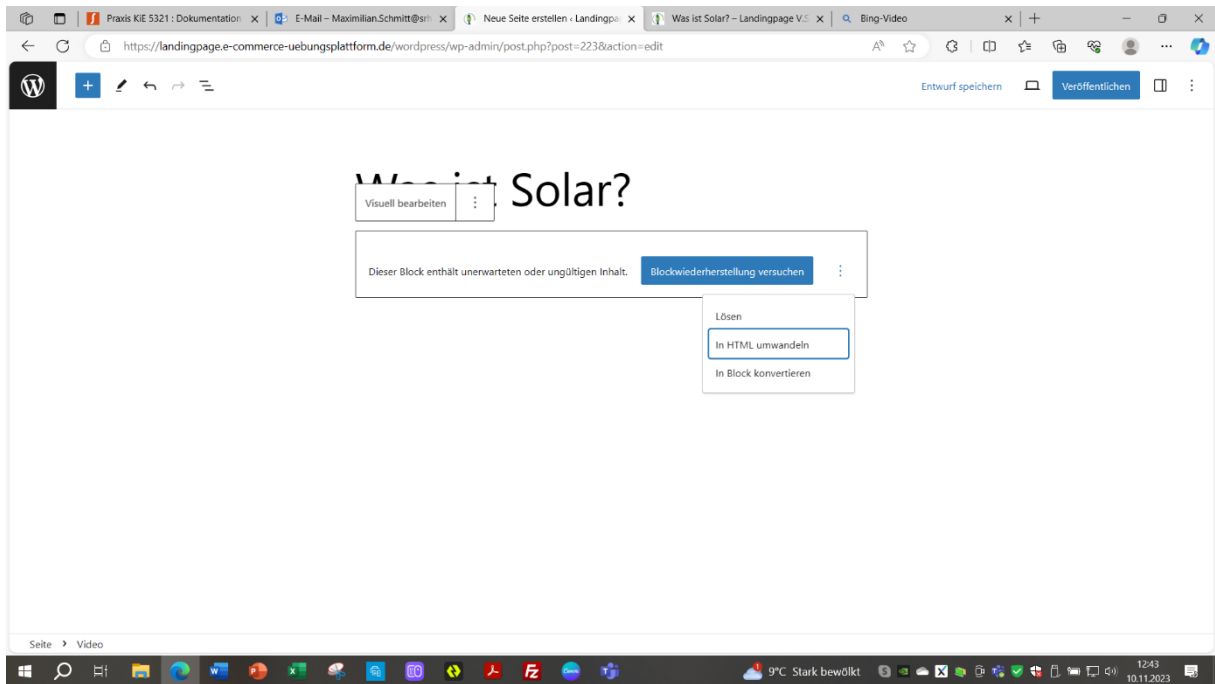 Praxis KiE 5321 : Dokumentation
E-Mail – Maximilian.Schmitt@srh
Neue Seite erstellen ‹ Landingpa
Was ist Solar? – Landingpage V.S
Bing-Video
https://landingpage.e-commerce-uebungsplattform.de/wordpress/wp-admin/post.php?post=223&action=edit
Entwurf speichern
Veröffentlichen
Was ist Solar?
Visuell bearbeiten
Dieser Block enthält unerwarteten oder ungültigen Inhalt.
Blockwiederherstellung versuchen
Lösen
In HTML umwandeln
In Block konvertieren
Seite › Video
9°C Stark bewölkt
12:43
10.11.2023